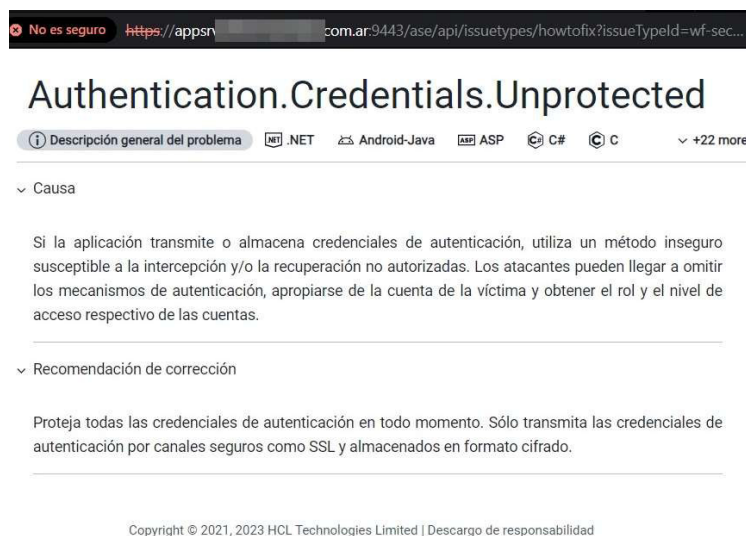 No es seguro https://appsrv com.ar:9443/ase/api/issuetypes/howtofix?issueTypeId=wf-sec...
Authentication.Credentials.Unprotected
Descripción general del problema .NET Android-Java ASP C# C +22 more
Causa
Si la aplicación transmite o almacena credenciales de autenticación, utiliza un método inseguro
susceptible a la intercepción y/o la recuperación no autorizadas. Los atacantes pueden llegar a omitir
los mecanismos de autenticación, apropiarse de la cuenta de la víctima y obtener el rol y el nivel de
acceso respectivo de las cuentas.
Recomendación de corrección
Proteja todas las credenciales de autenticación en todo momento. Sólo transmita las credenciales de
autenticación por canales seguros como SSL y almacenados en formato cifrado.
Copyright © 2021, 2023 HCL Technologies Limited | Descargo de responsabilidad